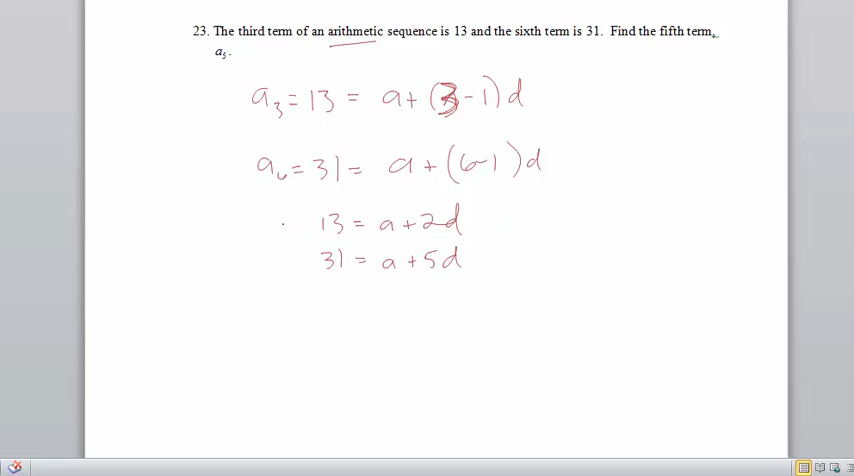 23. The third term of an arithmetic sequence is 13 and the sixth term is 31. Find the fifth term,
a₅.
a₃ = 13 = a + (3 - 1) d
a₆ = 31 = a + (6 - 1) d
13 = a + 2d
31 = a + 5d